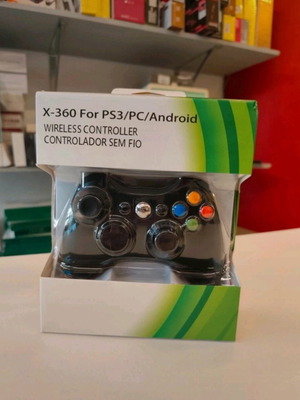 X-360 For PS3/PC/Android
WIRELESS CONTROLLER
CONTROLADOR SEM FIO